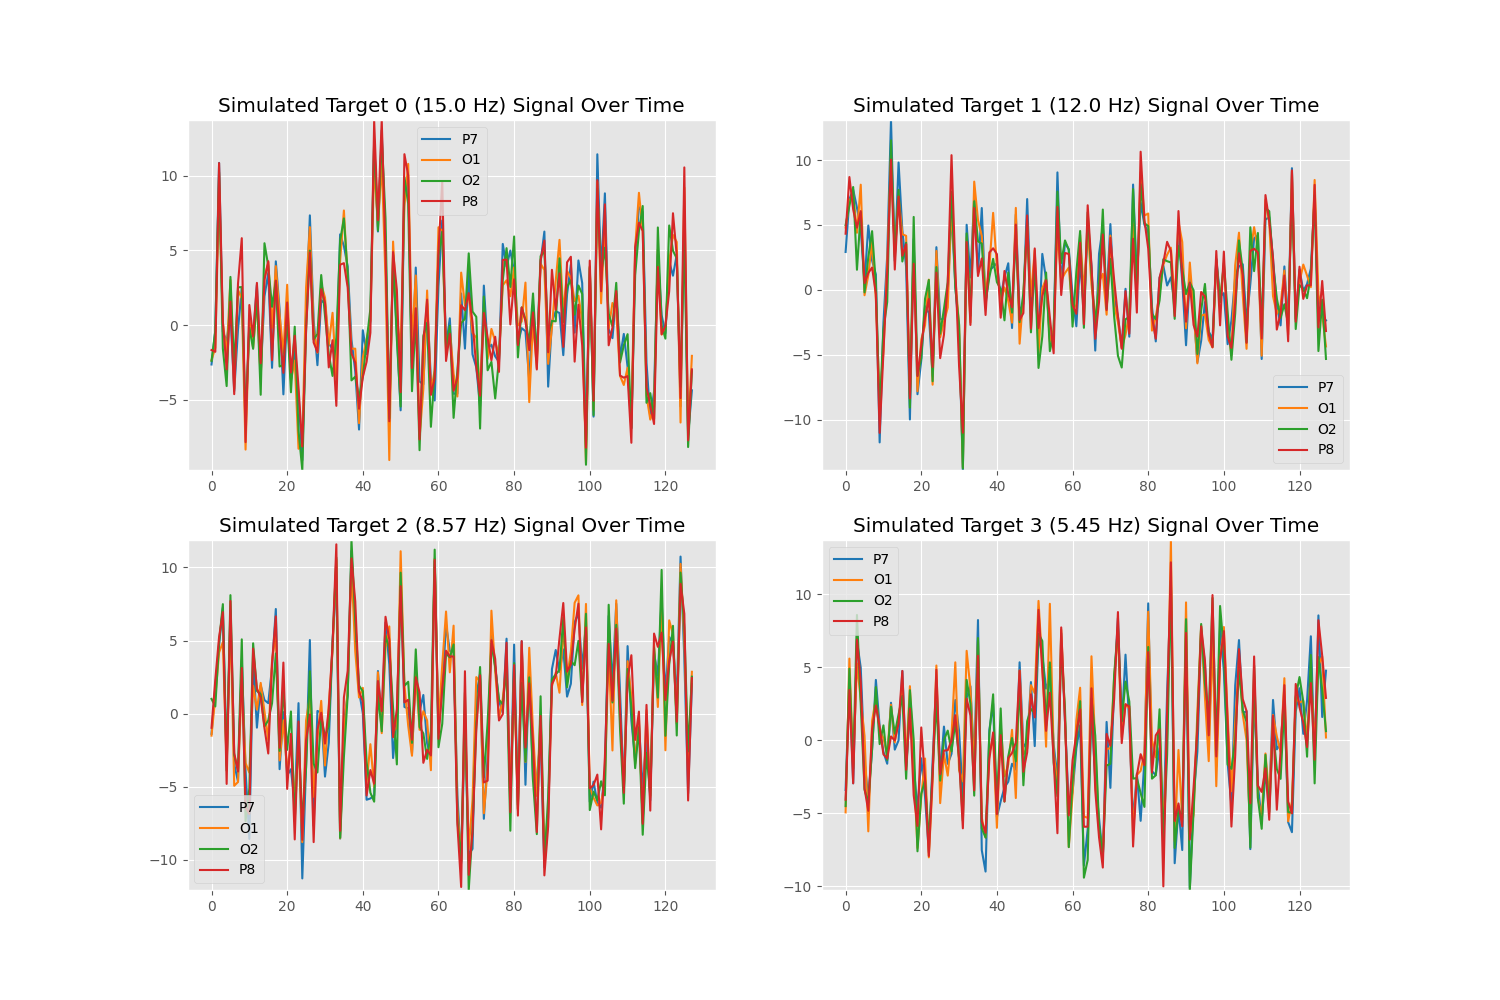 Simulated Target 0 (15.0 Hz) Signal Over Time
P7
O1
O2
P8
10
5
0
−5
0 20 40 60 80 100 120
Simulated Target 1 (12.0 Hz) Signal Over Time
10
5
0
−5
−10
P7
O1
O2
P8
0 20 40 60 80 100 120
Simulated Target 2 (8.57 Hz) Signal Over Time
10
5
0
−5
−10
P7
O1
O2
P8
0 20 40 60 80 100 120
Simulated Target 3 (5.45 Hz) Signal Over Time
P7
O1
O2
P8
10
5
0
−5
−10
0 20 40 60 80 100 120